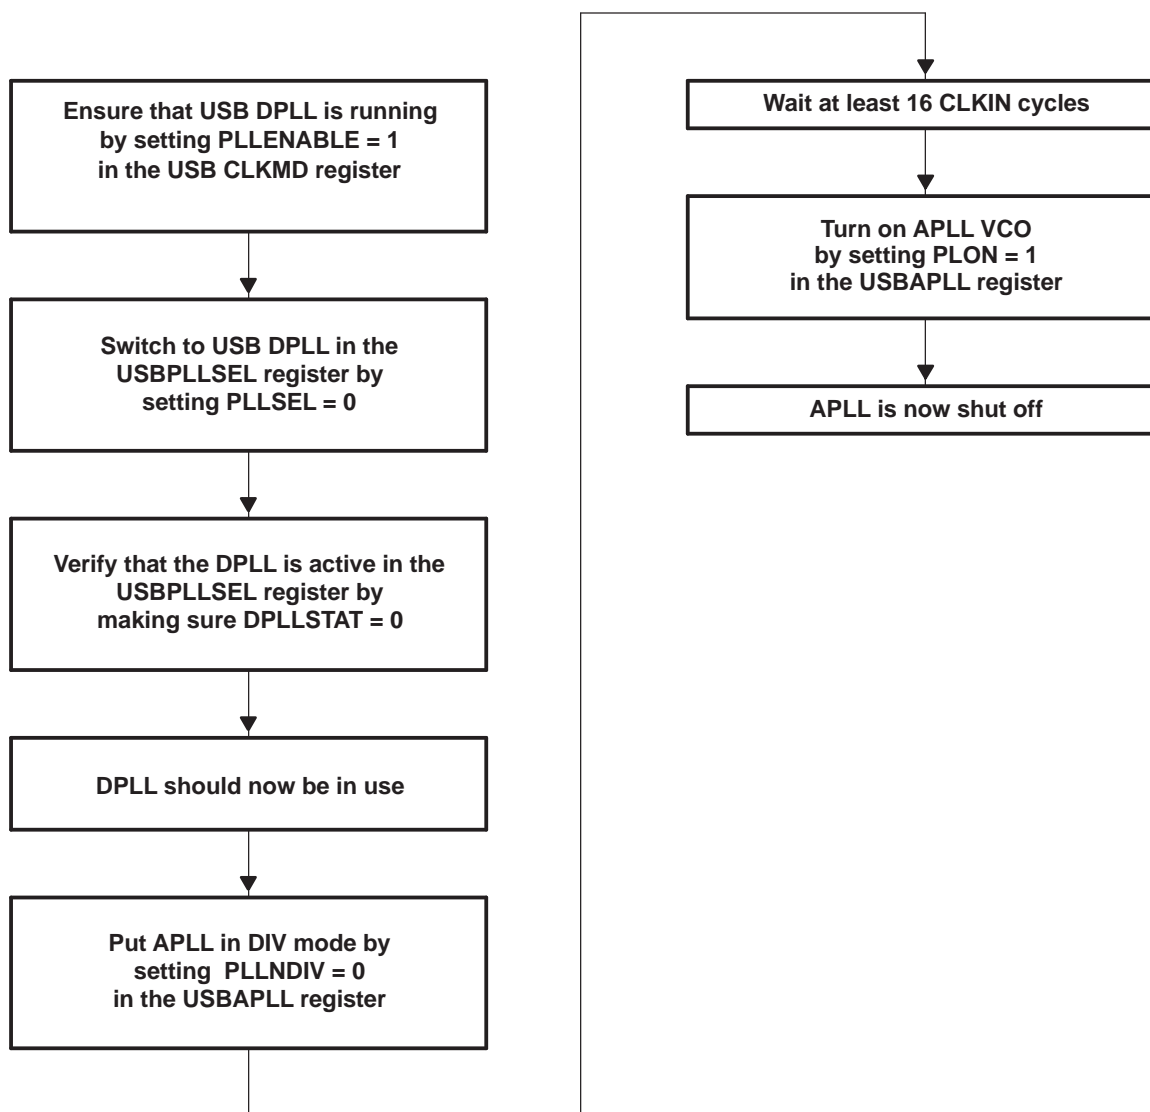 Ensure that USB DPLL is running
by setting PLLENABLE = 1
in the USB CLKMD register
Switch to USB DPLL in the
USBPLLSEL register by
setting PLLSEL = 0
Verify that the DPLL is active in the
USBPLLSEL register by
making sure DPLLSTAT = 0
DPLL should now be in use
Put APLL in DIV mode by
setting PLLNDIV = 0
in the USBAPLL register
Wait at least 16 CLKIN cycles
Turn on APLL VCO
by setting PLON = 1
in the USBAPLL register
APLL is now shut off